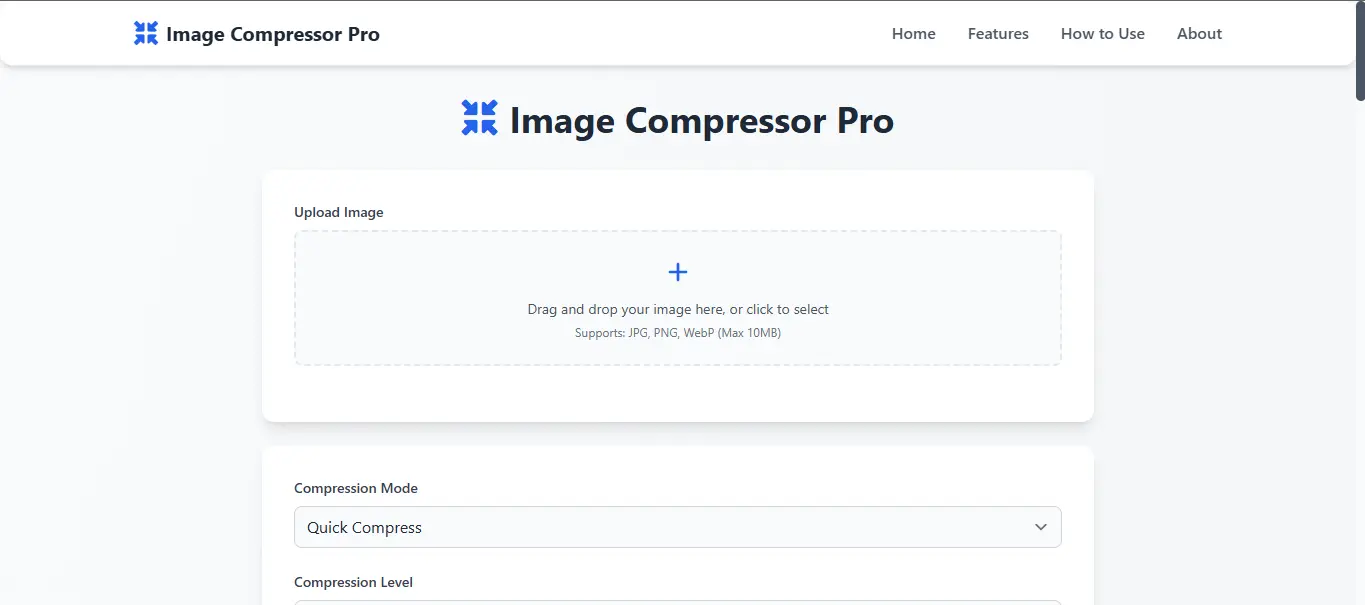 Image Compressor Pro
Home
Features
How to Use
About
Image Compressor Pro
Upload Image
Drag and drop your image here, or click to select
Supports: JPG, PNG, WebP (Max 10MB)
Compression Mode
Quick Compress
Compression Level